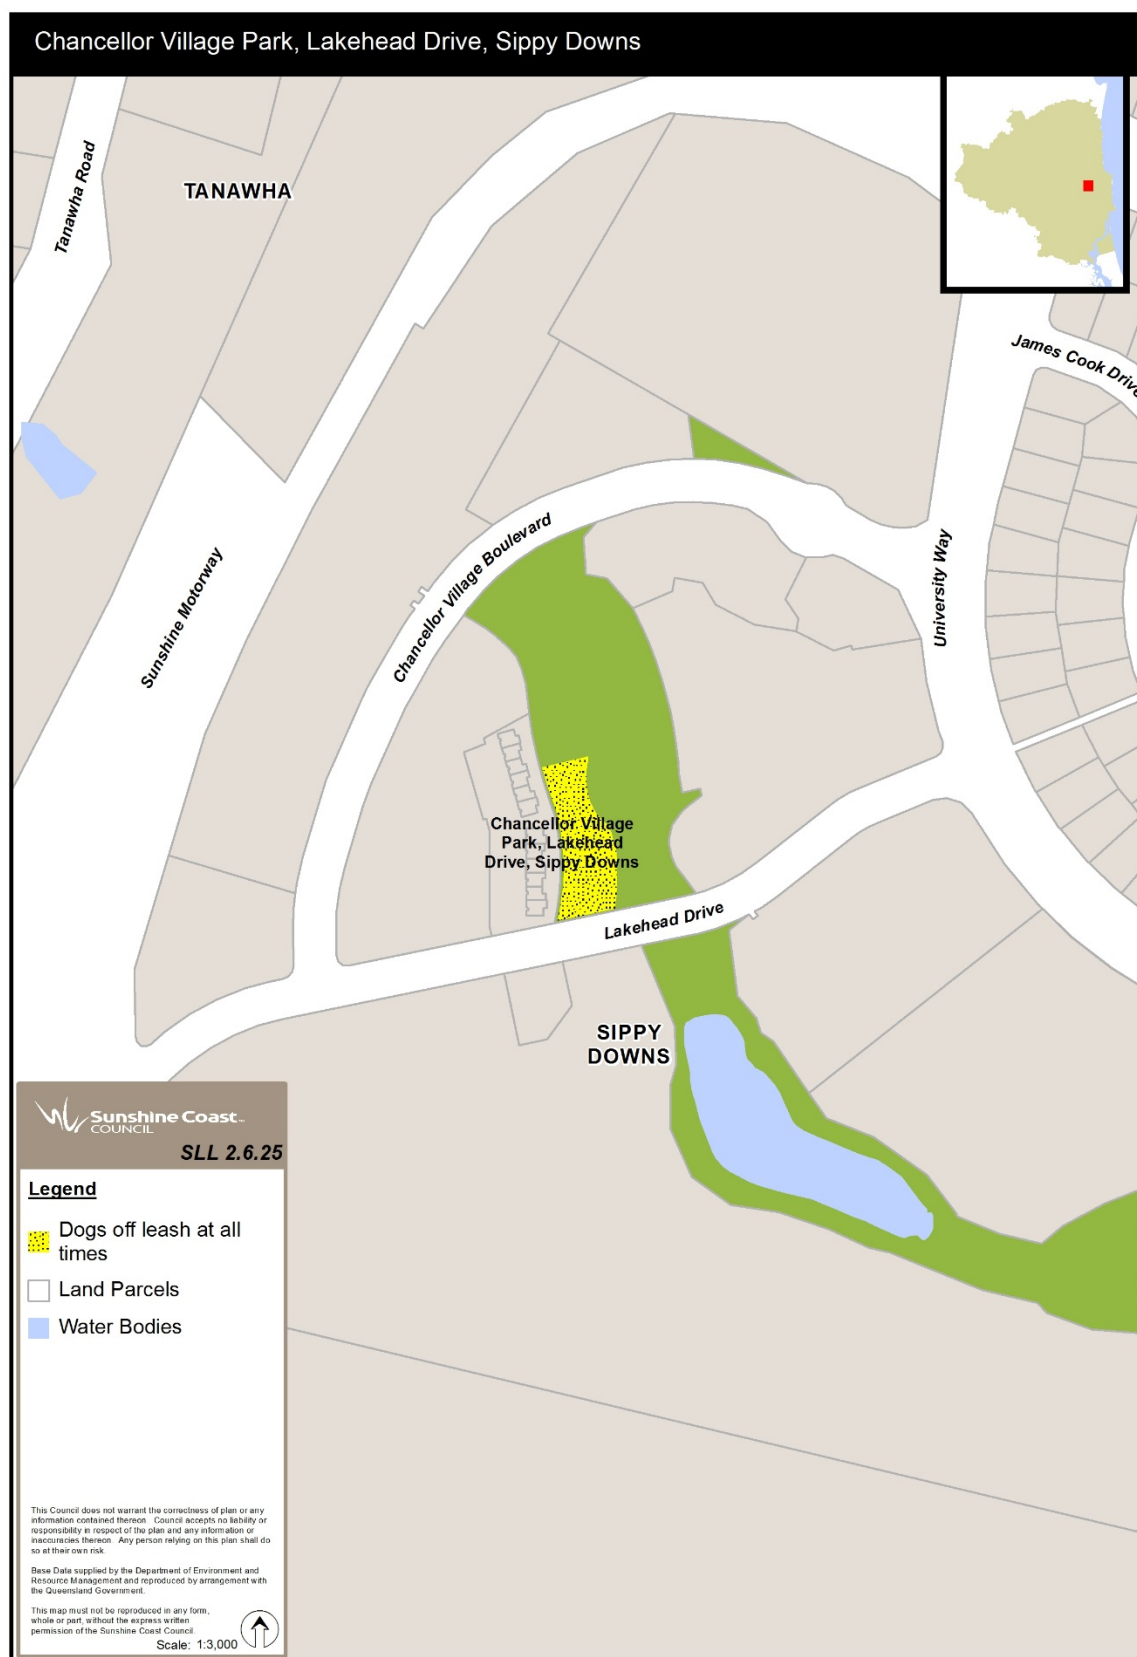 Chancellor Village Park, Lakehead Drive, Sippy Downs
Tanawha Road
TANAWHA
James Cook Drive
Chancellor Village Boulevard
University Way
Sunshine Motorway
Chancellor Village
Park, Lakehead
Drive, Sippy Downs
Lakehead Drive
SIPPY
DOWNS
Sunshine Coast™
COUNCIL
SLL 2.6.25
Legend
Dogs off leash at all
times
Land Parcels
Water Bodies
This Council does not warrant the correctness of plan or any
information contained thereon. Council accepts no liability or
responsibility in respect of the plan and any information or
inaccuracies thereon. Any person relying on this plan shall do
so at their own risk.
Base Data supplied by the Department of Environment and
Resource Management and reproduced by arrangement with
the Queensland Government.
This map must not be reproduced in any form,
whole or part, without the express written
permission of the Sunshine Coast Council.
Scale: 1:3,000